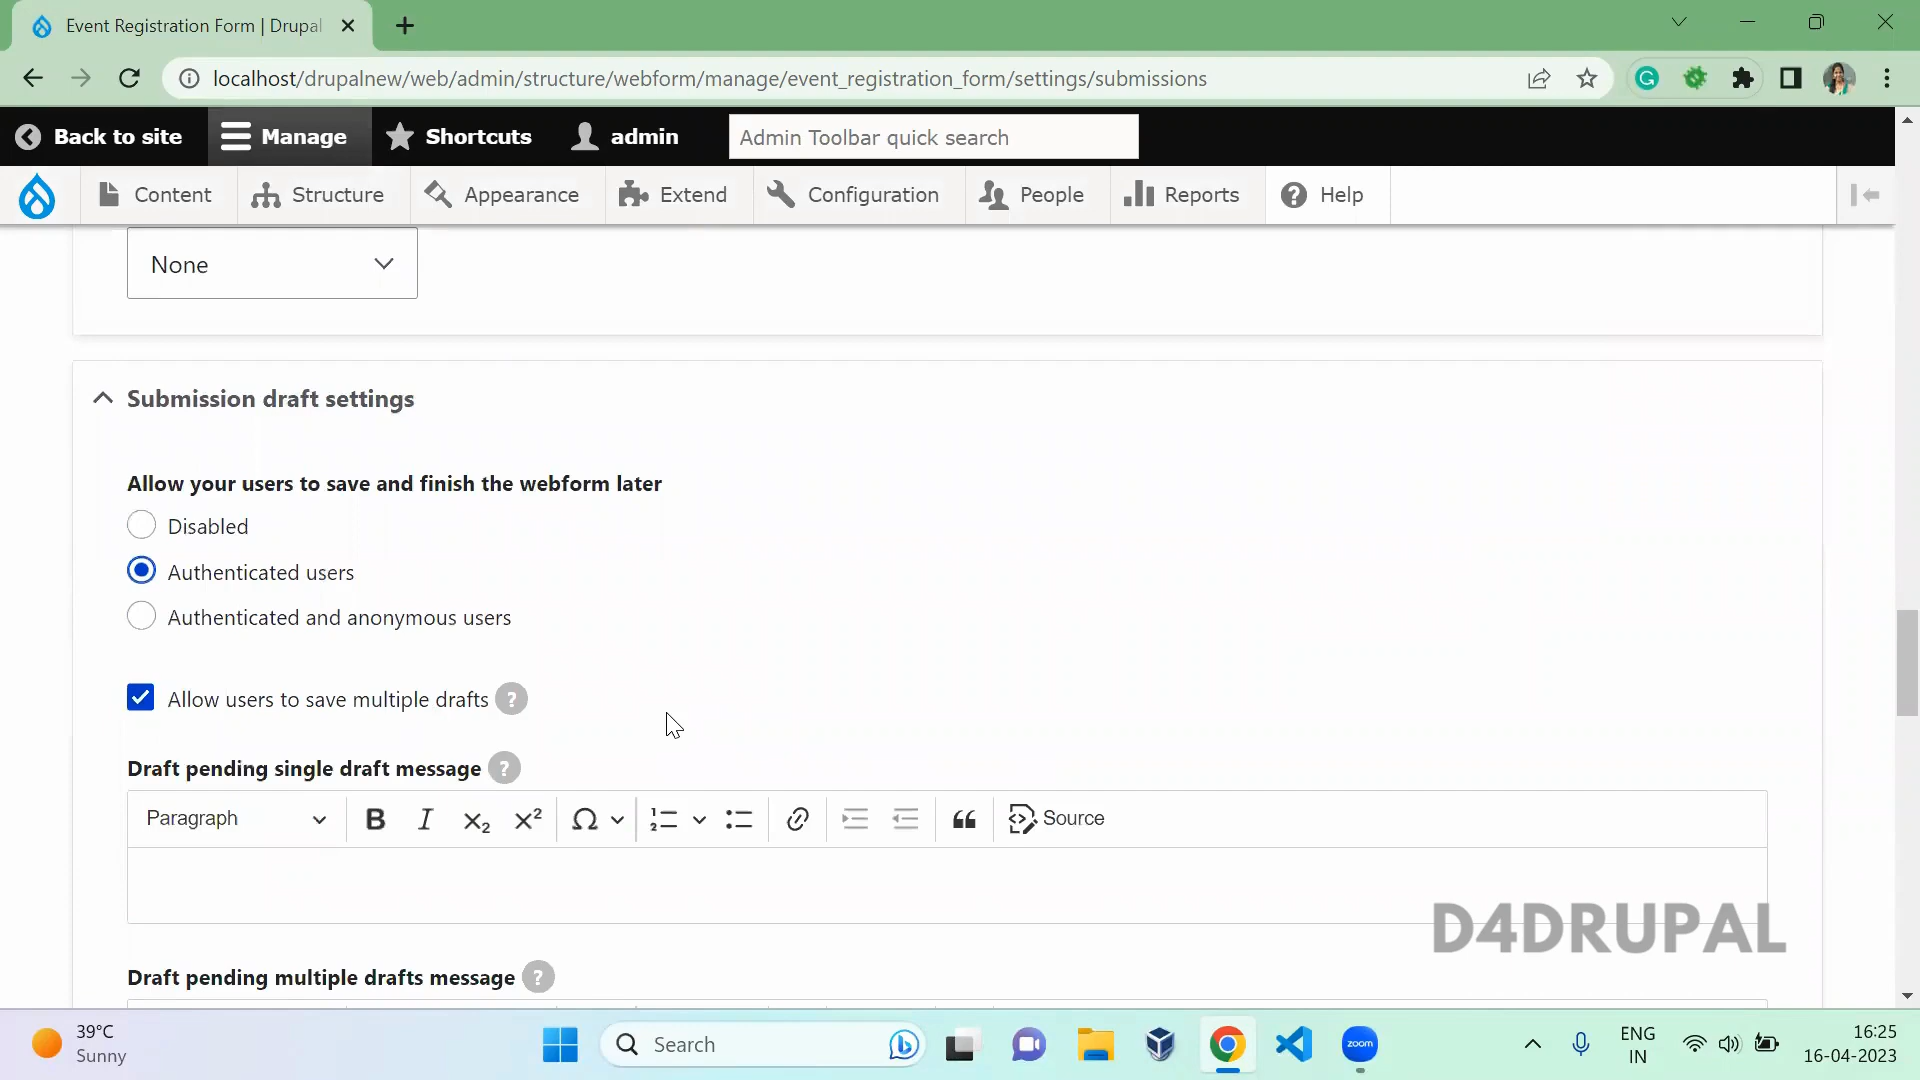 Event Registration Form | Drupal
localhost/drupalnew/web/admin/structure/webform/manage/event_registration_form/settings/submissions
Back to site
Manage
Shortcuts
admin
Admin Toolbar quick search
Content
Structure
Appearance
Extend
Configuration
People
Reports
Help
None
Submission draft settings
Allow your users to save and finish the webform later
Disabled
Authenticated users
Authenticated and anonymous users
Allow users to save multiple drafts ?
Draft pending single draft message ?
Paragraph
Source
D4DRUPAL
Draft pending multiple drafts message ?
39°C
Sunny
Search
zoom
ENG
IN
16:25
16-04-2023